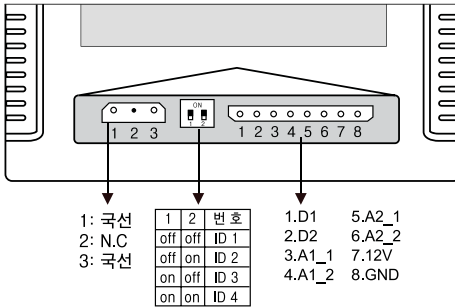 ON
1 2
1 2 3
1 2 3 4 5 6 7 8
1: 국선
2: N.C
3: 국선
1 2 번 호
off off ID 1
off on ID 2
on off ID 3
on on ID 4
1.D1 5.A2_1
2.D2 6.A2_2
3.A1_1 7.12V
4.A1_2 8.GND